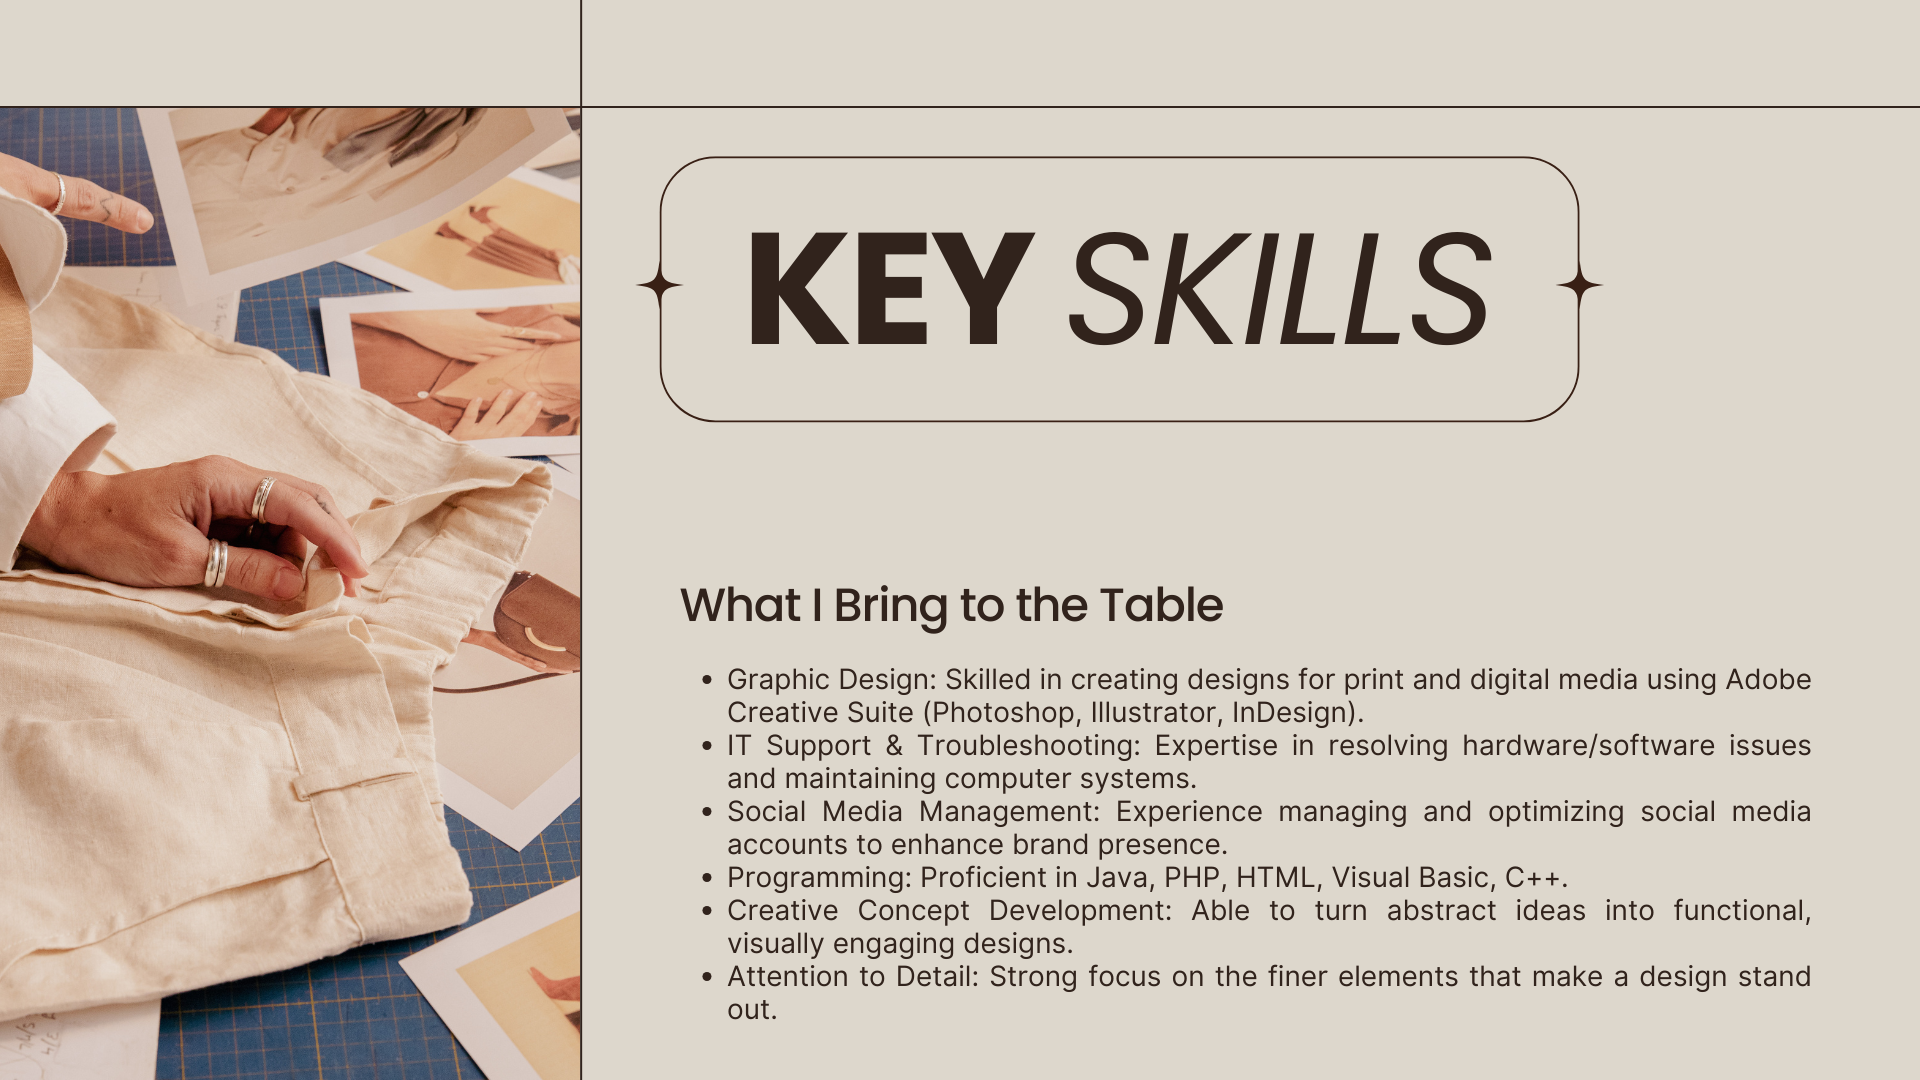 KEY SKILLS
What I Bring to the Table
• Graphic Design: Skilled in creating designs for print and digital media using Adobe
Creative Suite (Photoshop, Illustrator, InDesign).
• IT Support & Troubleshooting: Expertise in resolving hardware/software issues
and maintaining computer systems.
• Social Media Management: Experience managing and optimizing social media
accounts to enhance brand presence.
• Programming: Proficient in Java, PHP, HTML, Visual Basic, C++.
• Creative Concept Development: Able to turn abstract ideas into functional,
visually engaging designs.
• Attention to Detail: Strong focus on the finer elements that make a design stand
out.